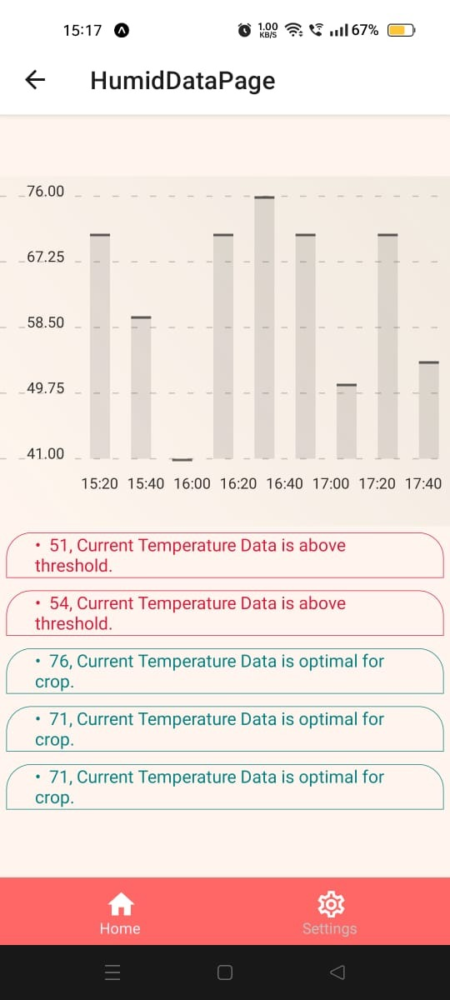 15:17
1.00
KB/S
67%
HumidDataPage
76.00
67.25
58.50
49.75
41.00
15:20 15:40 16:00 16:20 16:40 17:00 17:20 17:40
• 51, Current Temperature Data is above
threshold.
• 54, Current Temperature Data is above
threshold.
• 76, Current Temperature Data is optimal for
crop.
• 71, Current Temperature Data is optimal for
crop.
• 71, Current Temperature Data is optimal for
crop.
Home
Settings